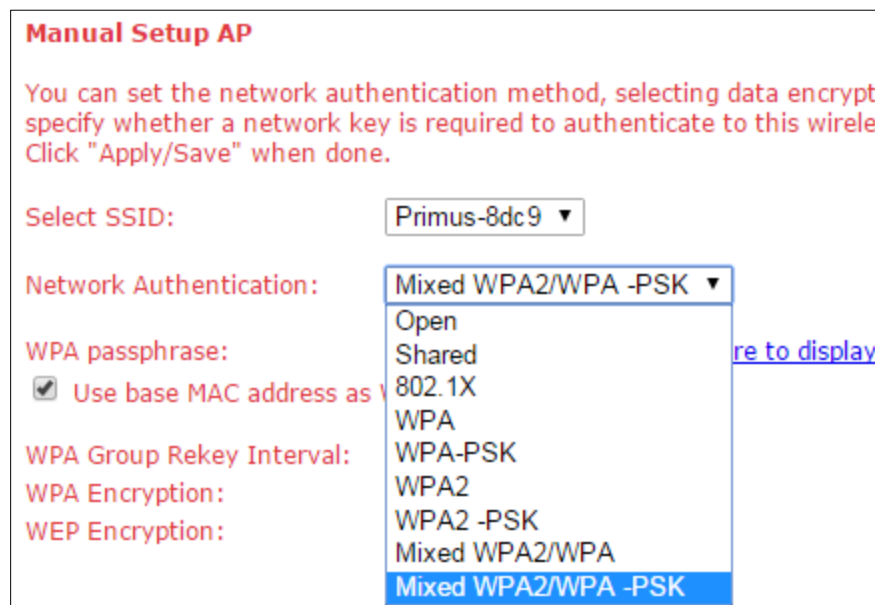 Manual Setup AP
You can set the network authentication method, selecting data encrypt
specify whether a network key is required to authenticate to this wirele
Click "Apply/Save" when done.
Select SSID: Primus-8dc9 ▼
Network Authentication: Mixed WPA2/WPA -PSK ▼
Open
WPA passphrase: Shared re to display
Use base MAC address as 802.1X
WPA
WPA Group Rekey Interval: WPA-PSK
WPA Encryption: WPA2
WEP Encryption: WPA2 -PSK
Mixed WPA2/WPA
Mixed WPA2/WPA -PSK